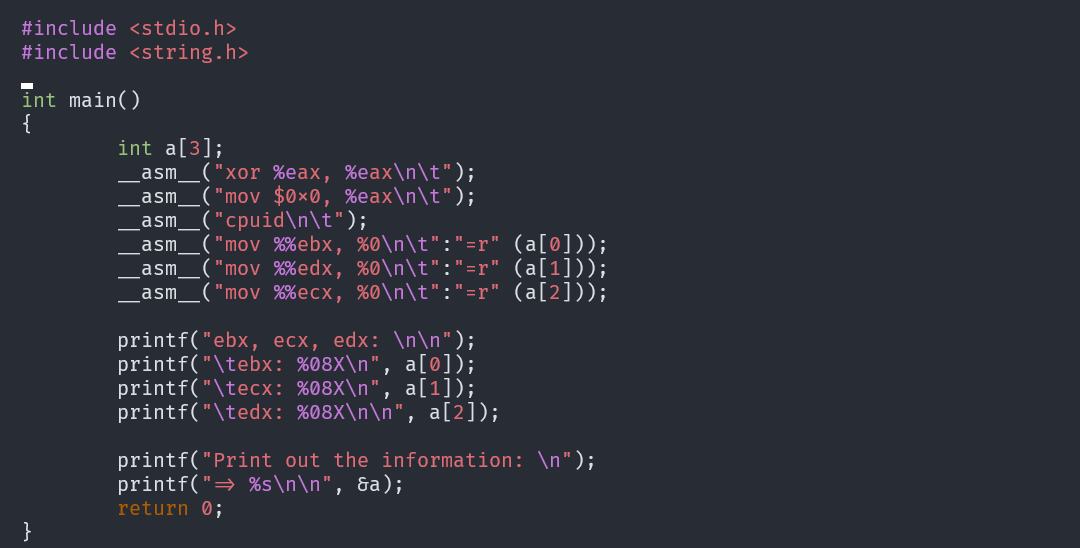 #include <stdio.h>
#include <string.h>
int main()
{
        int a[3];
        __asm__("xor %eax, %eax\n\t");
        __asm__("mov $0x0, %eax\n\t");
        __asm__("cpuid\n\t");
        __asm__("mov %%ebx, %0\n\t":"=r" (a[0]));
        __asm__("mov %%edx, %0\n\t":"=r" (a[1]));
        __asm__("mov %%ecx, %0\n\t":"=r" (a[2]));
        printf("ebx, ecx, edx: \n\n");
        printf("\tebx: %08X\n", a[0]);
        printf("\tecx: %08X\n", a[1]);
        printf("\tedx: %08X\n\n", a[2]);
        printf("Print out the information: \n");
        printf("=> %s\n\n", &a);
        return 0;
}